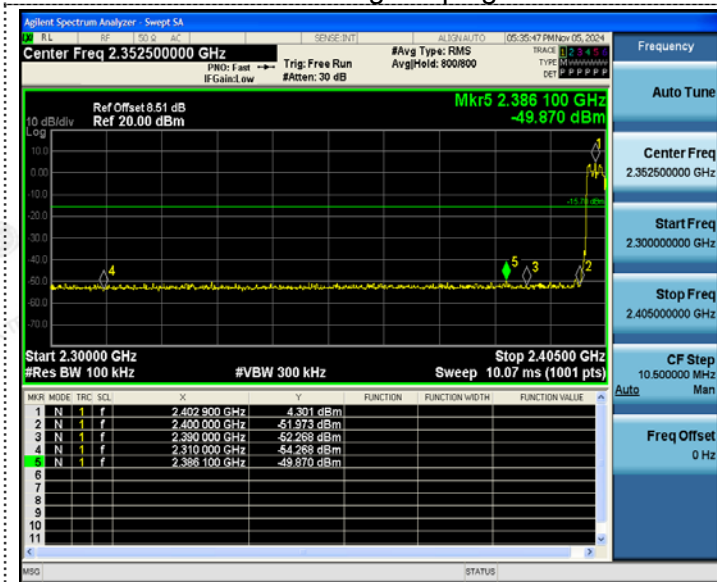 Agilent Spectrum Analyzer - Swept SA
RL RF 50 Ω AC SENSE:INT ALIGN AUTO 05:35:47 PM Nov 05, 2024
Center Freq 2.352500000 GHz
PNO: Fast
IFGain:Low
Trig: Free Run
#Atten: 30 dB
#Avg Type: RMS
Avg|Hold: 800/800
TRACE 1 2 3 4 5 6
TYPE M
DET P P P P P P
Mkr5 2.386 100 GHz
-49.870 dBm
Ref Offset 8.51 dB
10 dB/div Ref 20.00 dBm
Log
10.0
0.00
-10.0
-20.0
-30.0
-40.0
-50.0
-60.0
-70.0
1
4
5
3
2
Start 2.30000 GHz Stop 2.40500 GHz
#Res BW 100 kHz #VBW 300 kHz Sweep 10.07 ms (1001 pts)
MKR MODE TRC SCL X Y FUNCTION FUNCTION WIDTH FUNCTION VALUE
1 N 1 f 2.402 900 GHz 4.301 dBm
2 N 1 f 2.400 000 GHz -51.973 dBm
3 N 1 f 2.390 000 GHz -52.268 dBm
4 N 1 f 2.310 000 GHz -54.268 dBm
5 N 1 f 2.386 100 GHz -49.870 dBm
6
7
8
9
10
11
MSG STATUS
Frequency
Auto Tune
Center Freq
2.352500000 GHz
Start Freq
2.300000000 GHz
Stop Freq
2.405000000 GHz
CF Step
10.500000 MHz
Auto Man
Freq Offset
0 Hz